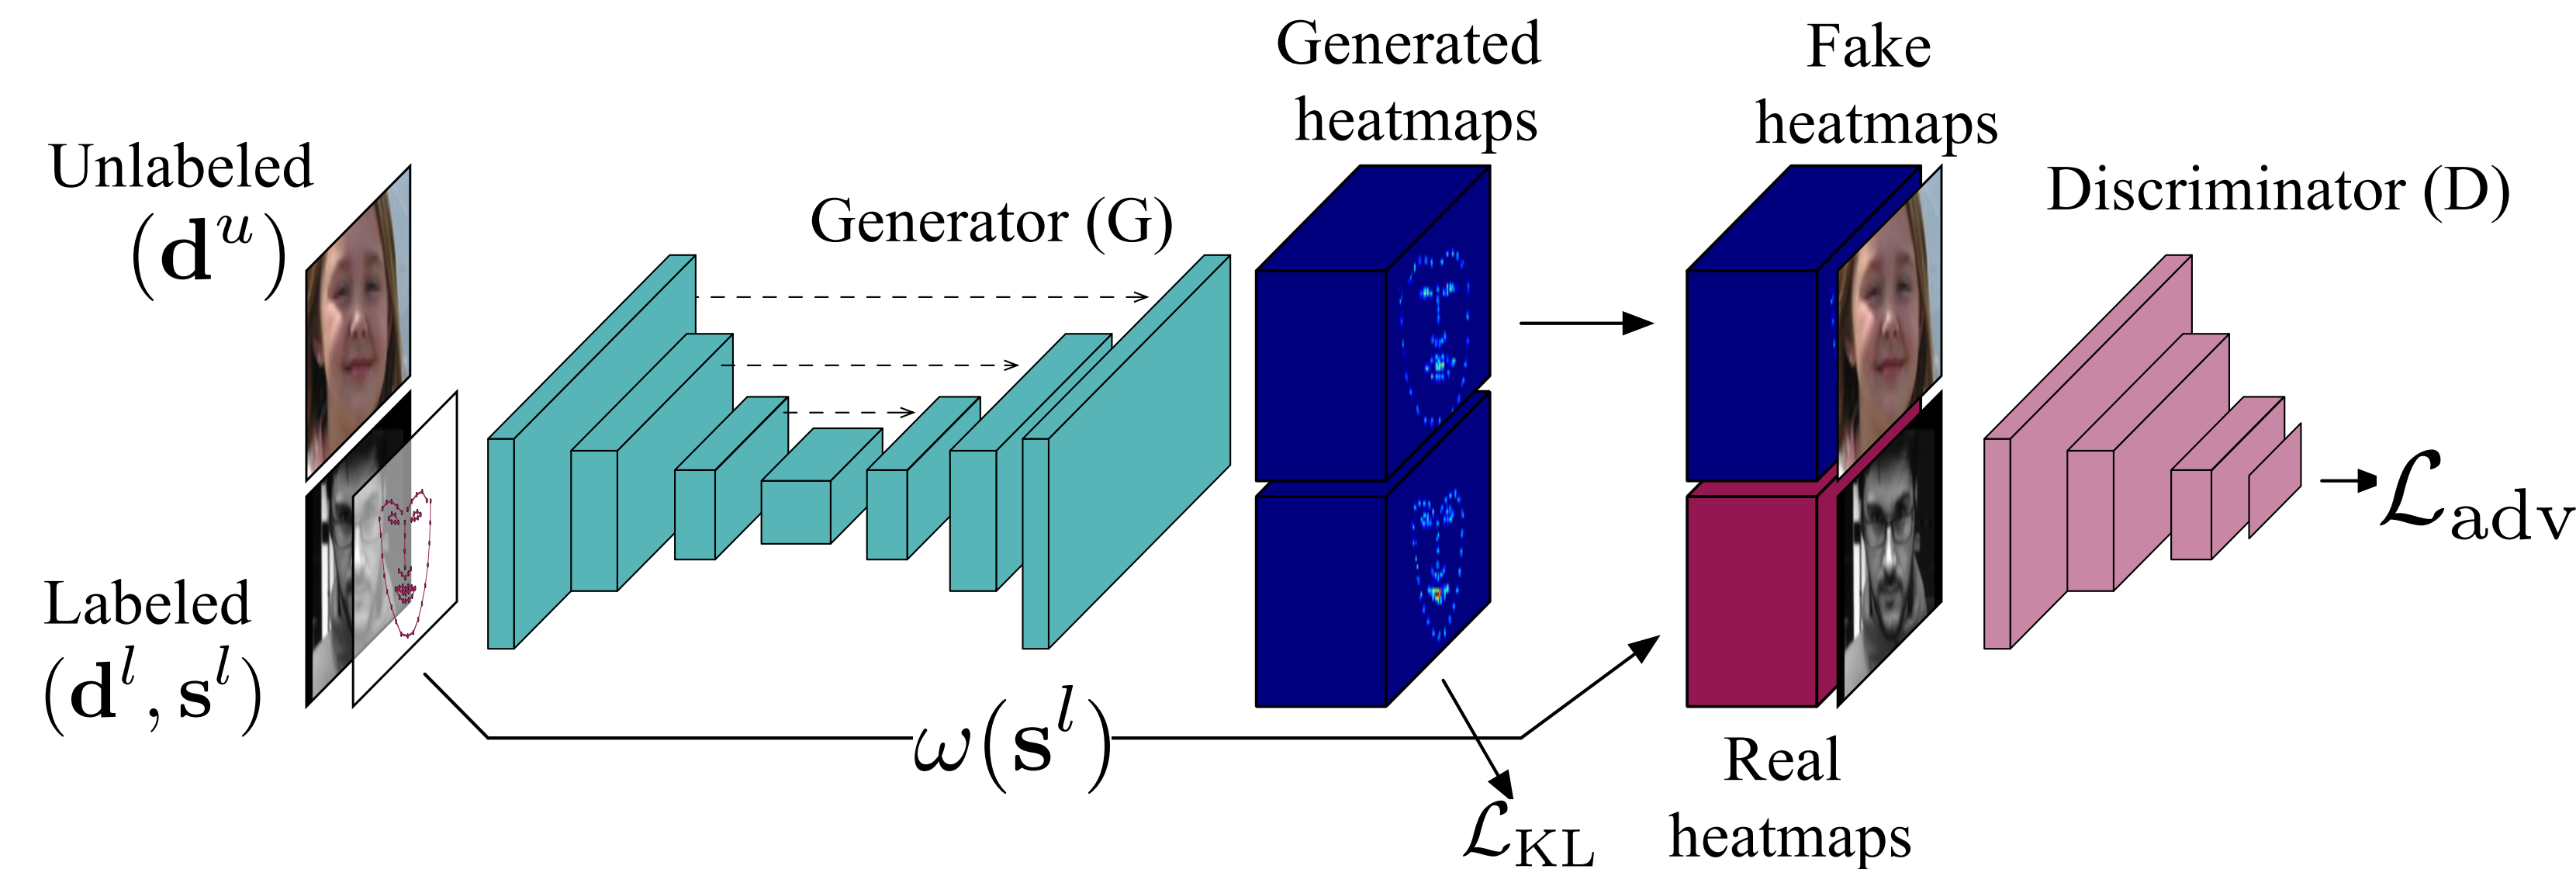 Unlabeled
(d^u)
Labeled
(d^l, s^l)
Generator (G)
ω(s^l)
Generated
heatmaps
L_KL
Fake
heatmaps
Real
heatmaps
Discriminator (D)
L_adv